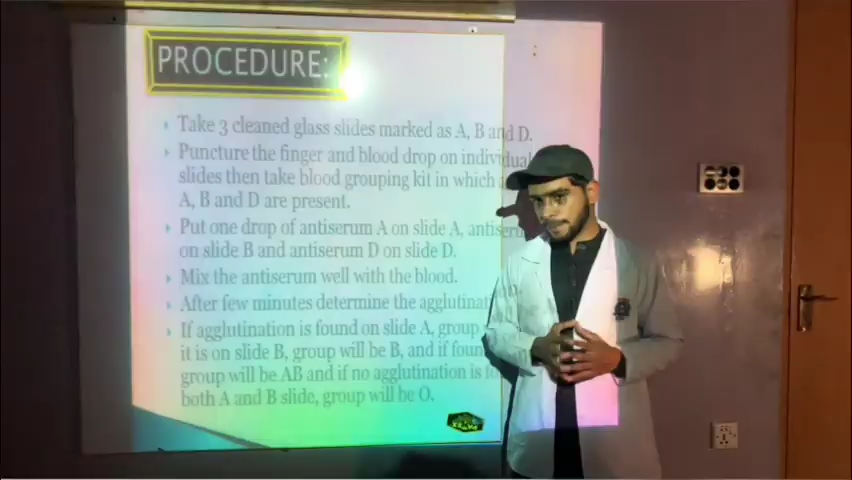 PROCEDURE:
Take 3 cleaned glass slides marked as A, B and D.
Puncture the finger and blood drop on individual
slides then take blood grouping kit in which
A, B and D are present.
Put one drop of antiserum A on slide A, antiseru
on slide B and antiserum D on slide D.
Mix the antiserum well with the blood.
After few minutes determine the agglutinat
If agglutination is found on slide A, group
it is on slide B, group will be B, and if foun
group will be AB and if no agglutination is
both A and B slide, group will be O.